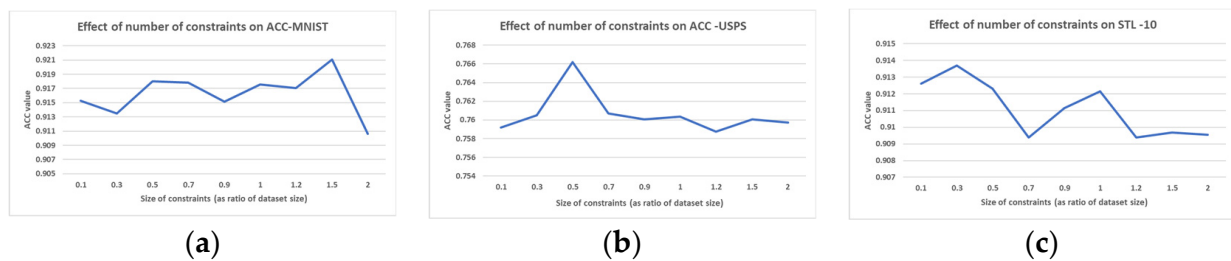 Effect of number of constraints on ACC-MNIST
ACC value
0.923
0.921
0.919
0.917
0.915
0.913
0.911
0.909
0.907
0.905
0.1 0.3 0.5 0.7 0.9 1 1.2 1.5 2
Size of constraints (as ratio of dataset size)
(a)
Effect of number of constraints on ACC -USPS
ACC value
0.768
0.766
0.764
0.762
0.76
0.758
0.756
0.754
0.1 0.3 0.5 0.7 0.9 1 1.2 1.5 2
Size of constraints (as ratio of dataset size)
(b)
Effect of number of constraints on STL -10
ACC value
0.915
0.914
0.913
0.912
0.911
0.91
0.909
0.908
0.907
0.1 0.3 0.5 0.7 0.9 1 1.2 1.5 2
Size of constraints (as ratio of dataset size)
(c)